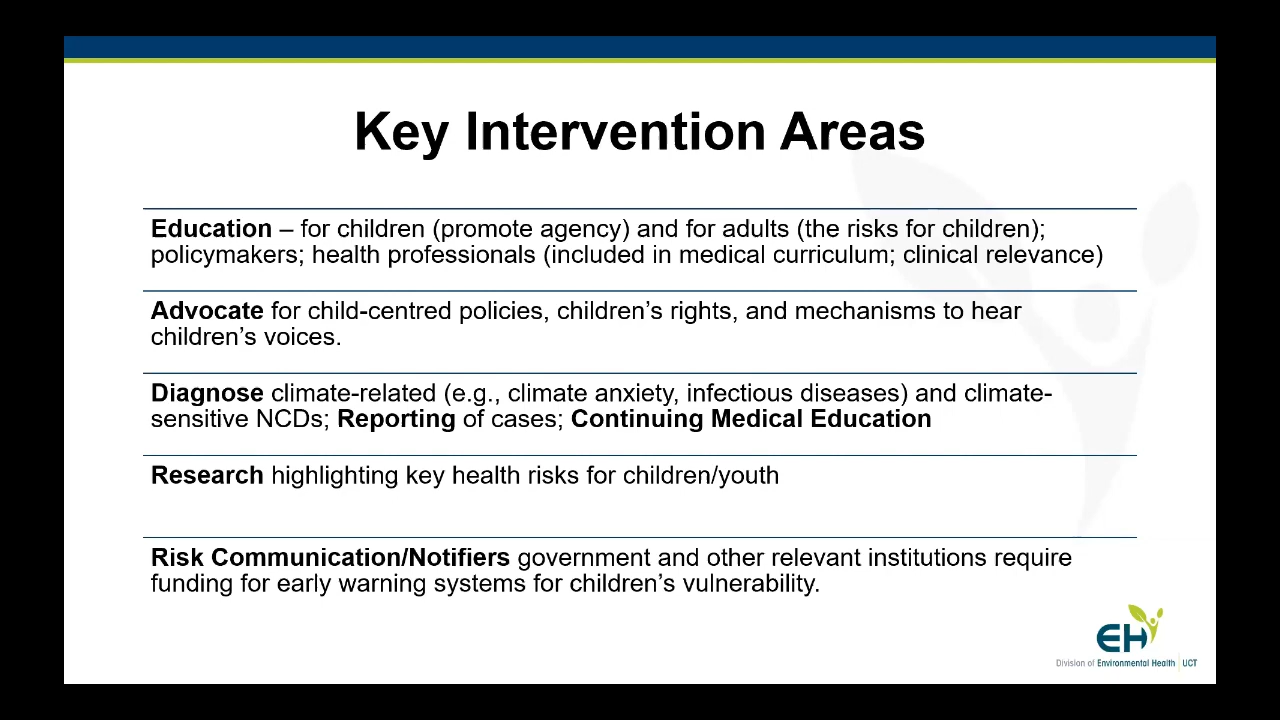 Key Intervention Areas
Education – for children (promote agency) and for adults (the risks for children);
policymakers; health professionals (included in medical curriculum; clinical relevance)
Advocate for child-centred policies, children’s rights, and mechanisms to hear
children’s voices.
Diagnose climate-related (e.g., climate anxiety, infectious diseases) and climate-
sensitive NCDs; Reporting of cases; Continuing Medical Education
Research highlighting key health risks for children/youth
Risk Communication/Notifiers government and other relevant institutions require
funding for early warning systems for children’s vulnerability.
EH
Division of Environmental Health | UCT